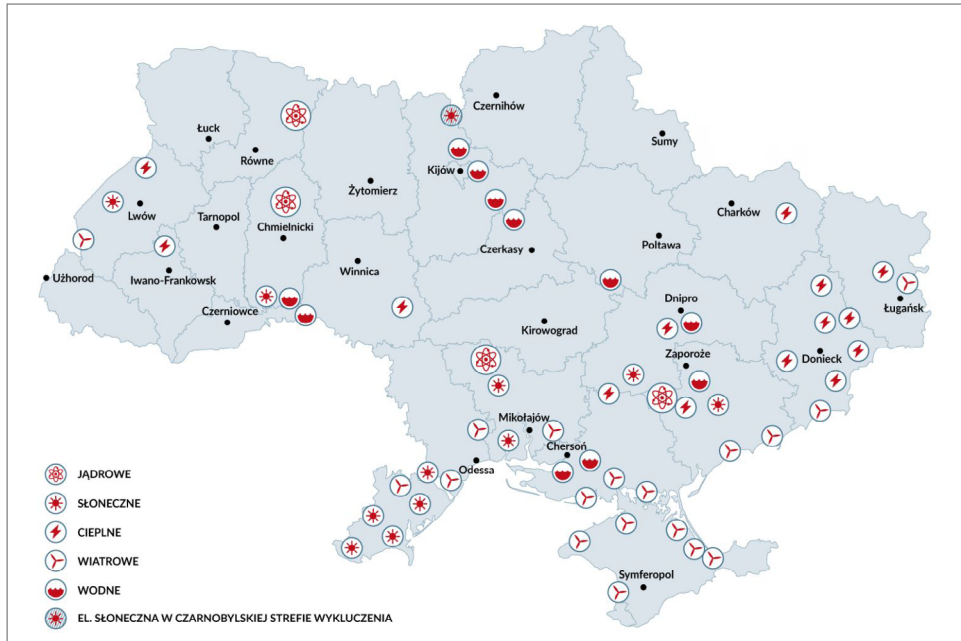 Czernihów
Łuck
Równe
Sumy
Kijów
Żytomierz
Lwów
Tarnopol
Chmielnicki
Charków
Połtawa
Czerkasy
Winnica
Użhorod
Iwano-Frankowsk
Czerniowce
Dnipro
Ługańsk
Kirowograd
Zaporoże
Donieck
Mikołajów
Chersoń
Odessa
JĄDROWE
SŁONECZNE
CIEPLNE
WIATROWE
WODNE
EL. SŁONECZNA W CZARNOBYLSKIEJ STREFIE WYKLUCZENIA
Symferopol